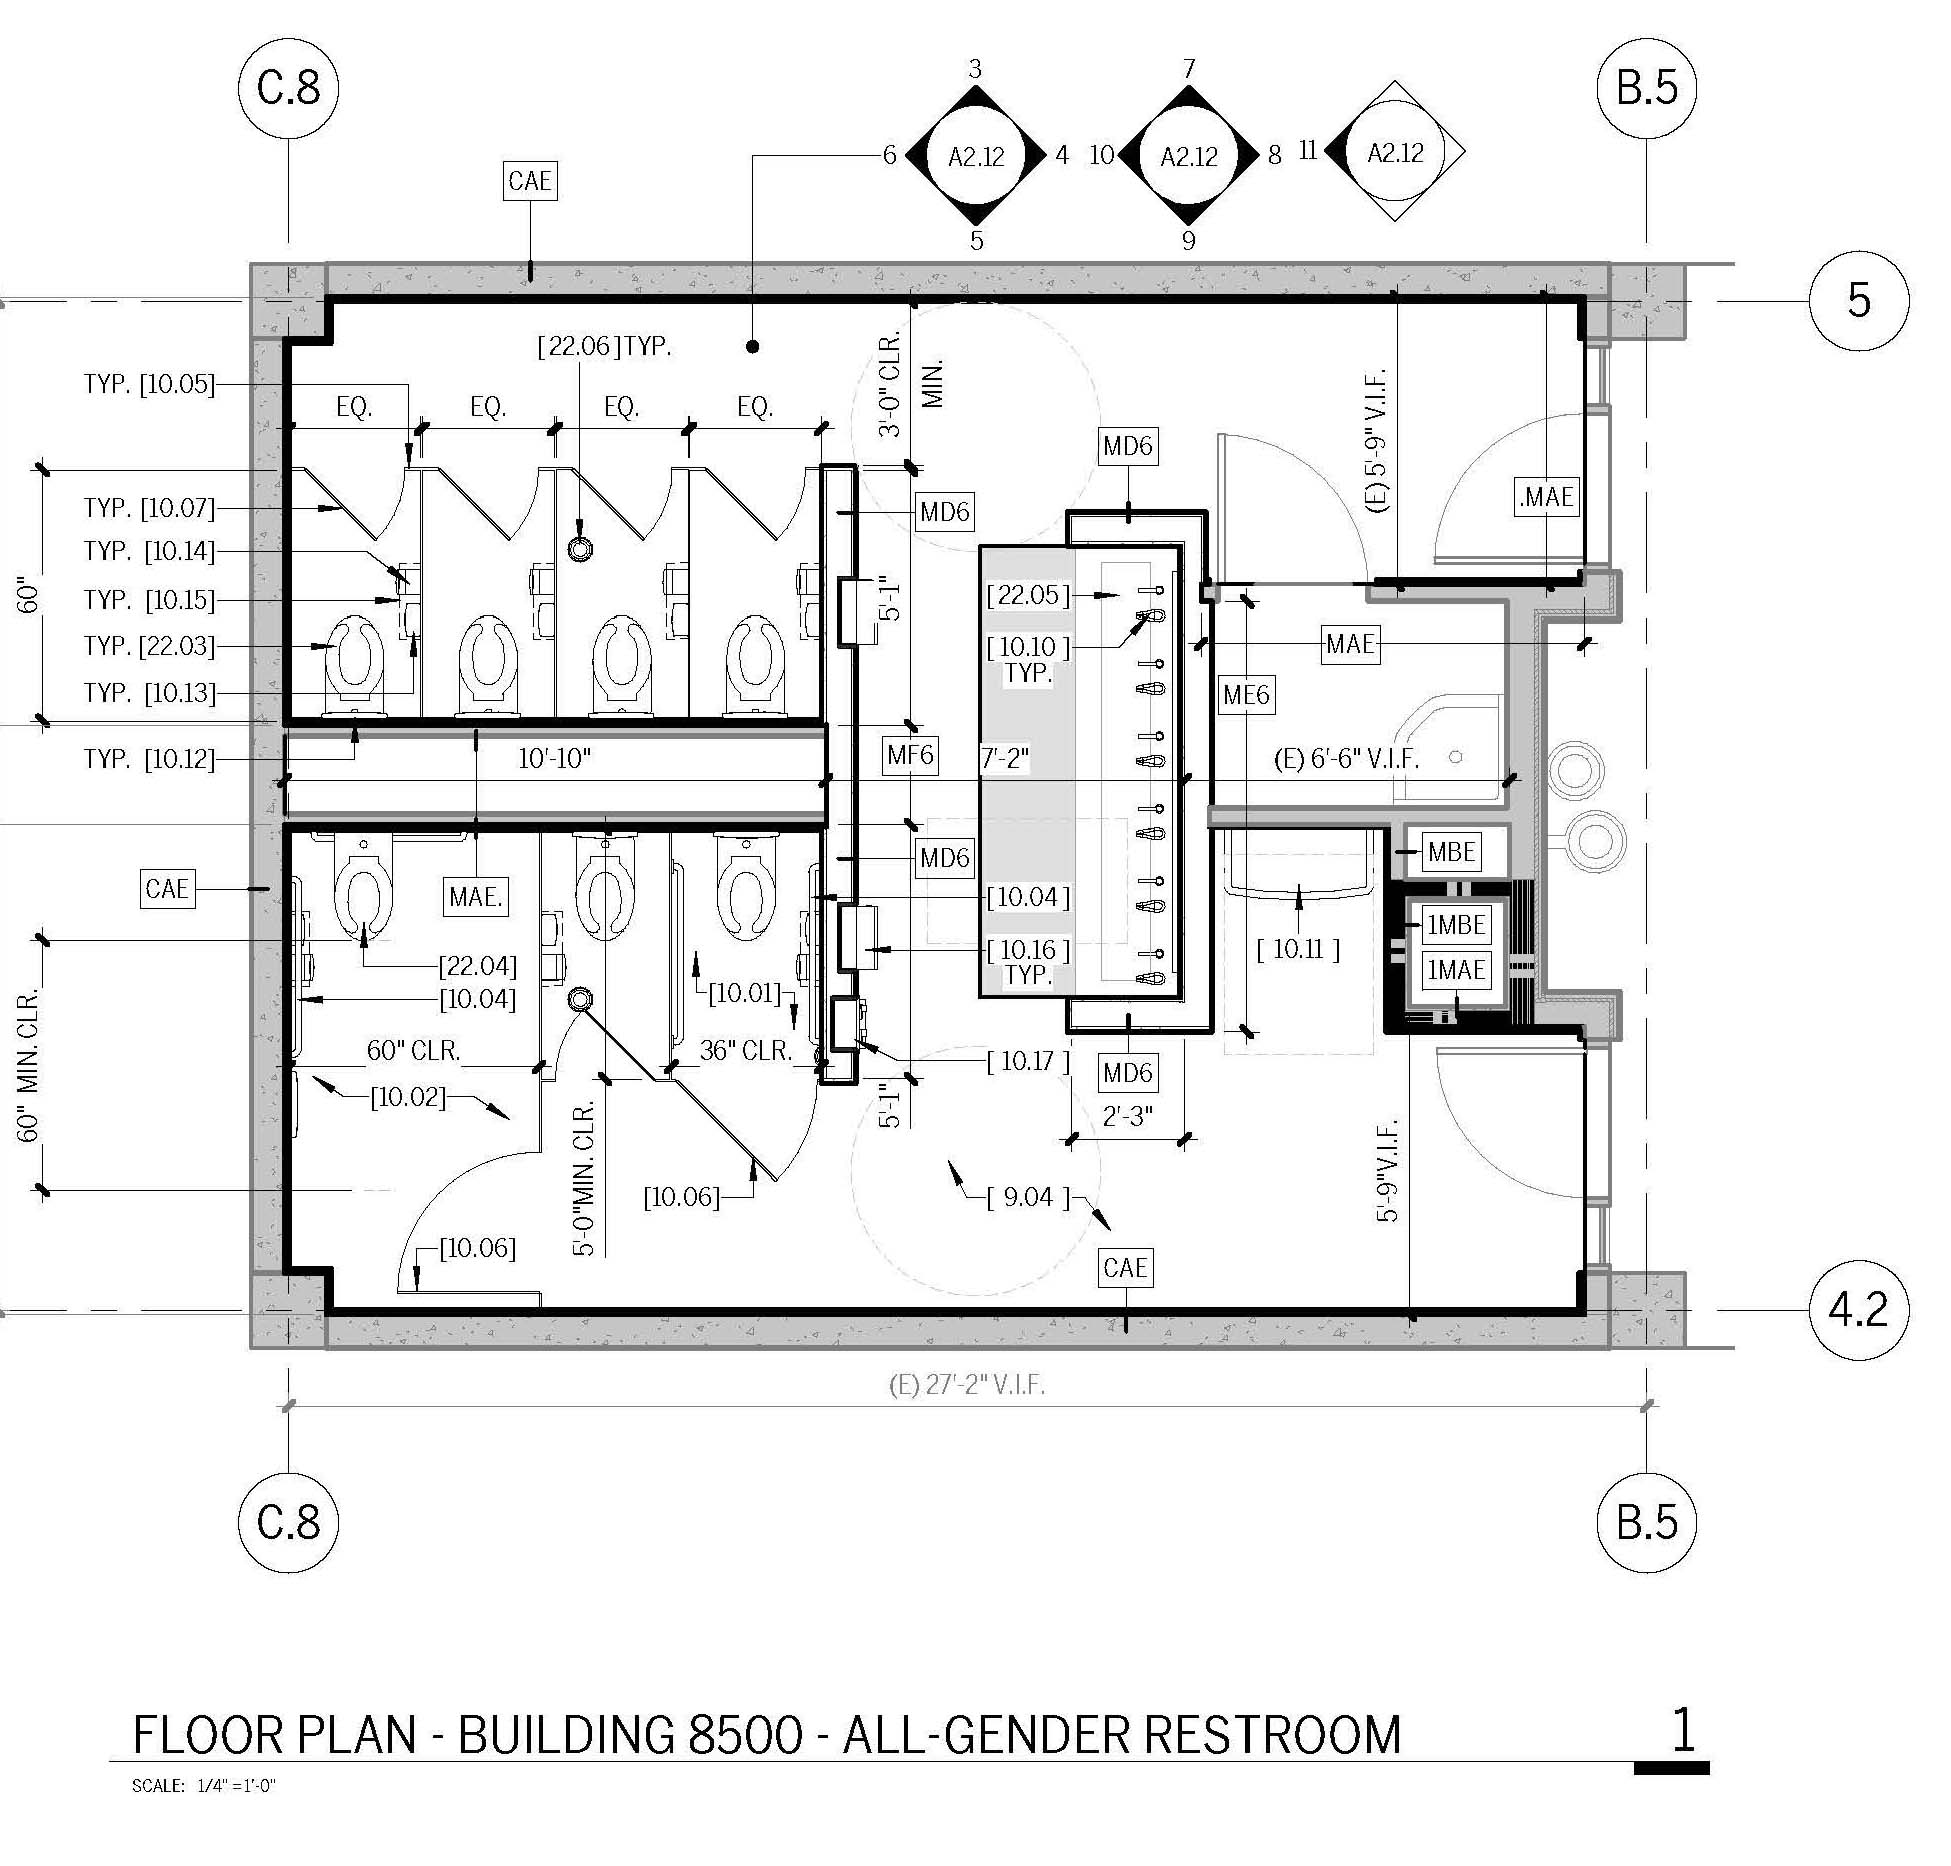 C.8
3
7
B.5
6
A2.12
4
10
A2.12
8
11
A2.12
5
9
CAE
5
[22.06]TYP.
TYP. [10.05]
EQ.
EQ.
EQ.
EQ.
3'-0" CLR.
MIN.
(E) 5'-9" V.I.F.
MD6
.MAE
TYP. [10.07]
MD6
TYP. [10.14]
TYP. [10.15]
60"
5'-1"
[22.05]
TYP. [22.03]
[10.10 ]
TYP.
MAE
TYP. [10.13]
ME6
TYP. [10.12]
10'-10"
MF6
7'-2"
(E) 6'-6" V.I.F.
MD6
MBE
CAE
MAE.
[10.04 ]
1MBE
[10.16 ]
TYP.
[ 10.11 ]
[22.04]
1MAE
[10.04]
[10.01]
60" MIN. CLR.
60" CLR.
36" CLR.
[ 10.17 ]
MD6
[10.02]
5'-1"
2'-3"
5'-0"MIN. CLR.
5'-9"V.I.F.
[10.06]
[ 9.04 ]
[10.06]
CAE
4.2
(E) 27'-2" V.I.F.
C.8
B.5
FLOOR PLAN - BUILDING 8500 - ALL-GENDER RESTROOM
1
SCALE: 1/4" =1'-0"